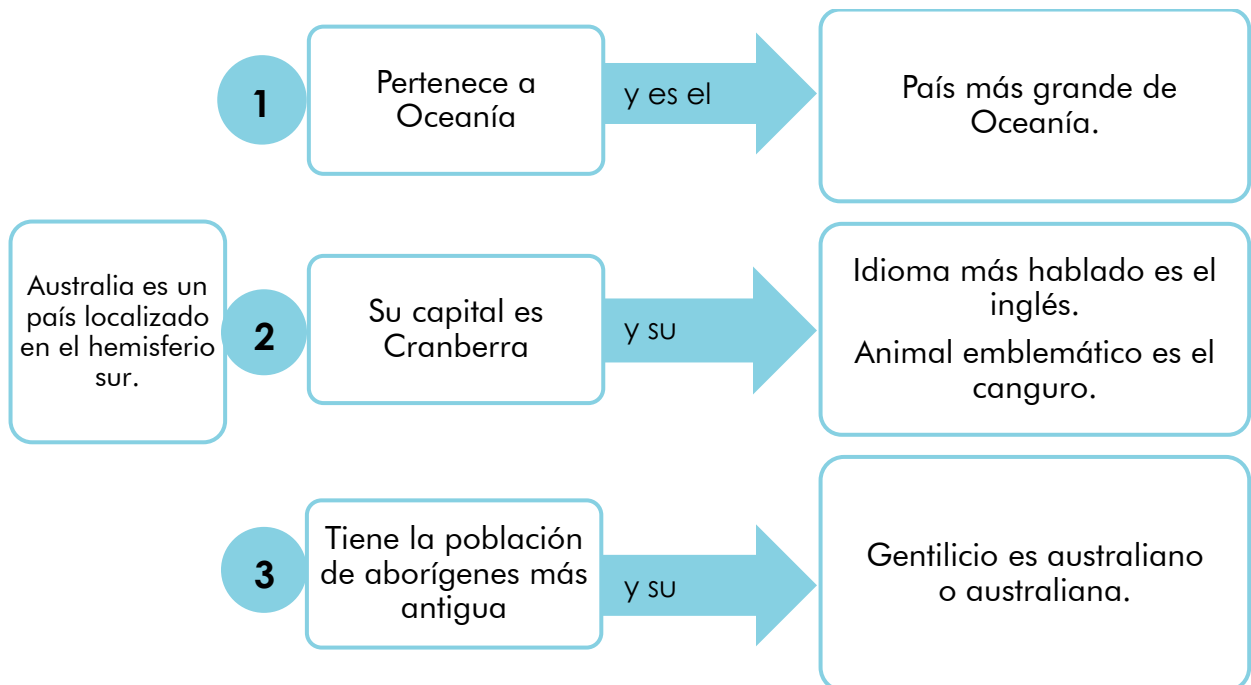 Australia es un
país localizado
en el hemisferio
sur.
1
Pertenece a
Oceanía
y es el
País más grande de
Oceanía.
2
Su capital es
Cranberra
y su
Idioma más hablado es el
inglés.
Animal emblemático es el
canguro.
3
Tiene la población
de aborígenes más
antigua
y su
Gentilicio es australiano
o australiana.